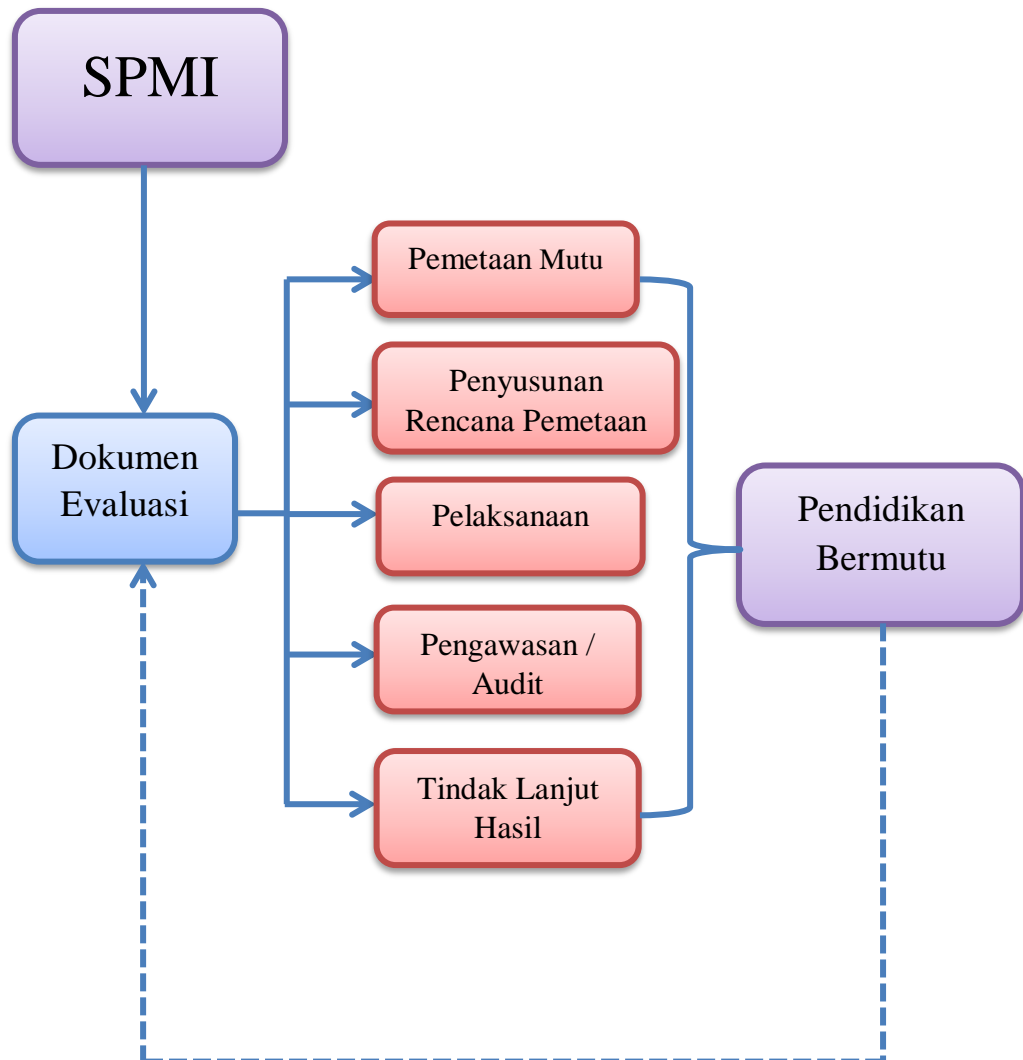 SPMI
Pemetaan Mutu
Penyusunan
Rencana Pemetaan
Dokumen
Evaluasi
Pelaksanaan
Pendidikan
Bermutu
Pengawasan /
Audit
Tindak Lanjut
Hasil